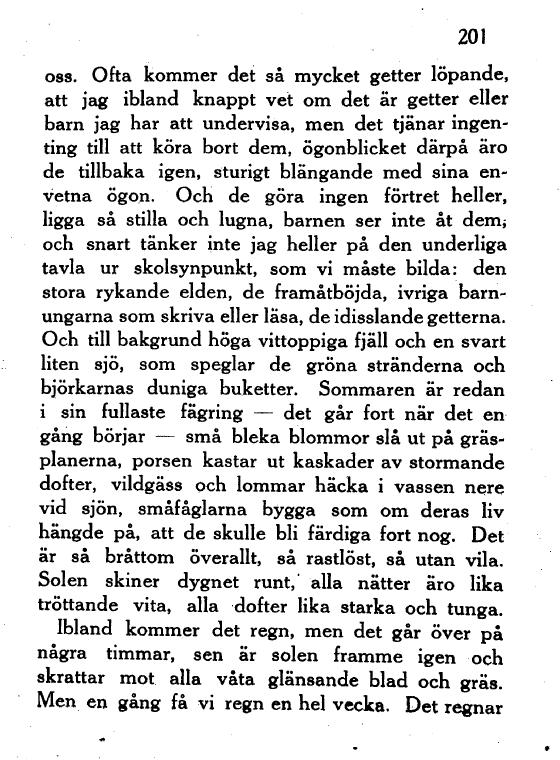 201
oss. Ofta kommer det så mycket getter löpande,
att jag ibland knappt vet om det är getter eller
barn jag har att undervisa, men det tjänar ingen-
ting till att köra bort dem, ögonblicket därpå äro
de tillbaka igen, sturigt blängande med sina en-
vetna ögon. Och de göra ingen förtret heller,
ligga så stilla och lugna, barnen ser inte åt dem;
och snart tänker inte jag heller på den underliga
tavla ur skolsynpunkt, som vi måste bilda: den
stora rykande elden, de framåtböjda, ivriga barn-
ungarna som skriva eller läsa, de idisslande getterna.
Och till bakgrund höga vittoppiga fjäll och en svart
liten sjö, som speglar de gröna stränderna och
björkarnas duniga buketter. Sommaren är redan
i sin fullaste fägring — det går fort när det en
gång börjar — små bleka blommor slå ut på gräs-
planerna, porsen kastar ut kaskader av stormande
dofter, vildgäss och lommar häcka i vassen nere
vid sjön, småfåglarna bygga som om deras liv
hängde på, att de skulle bli färdiga fort nog. Det
är så bråttom överallt, så rastlöst, så utan vila.
Solen skiner dygnet runt, alla nätter äro lika
tröttande vita, alla dofter lika starka och tunga.
Ibland kommer det regn, men det går över på
några timmar, sen är solen framme igen och
skrattar mot alla våta glänsande blad och gräs.
Men en gång få vi regn en hel vecka. Det regnar